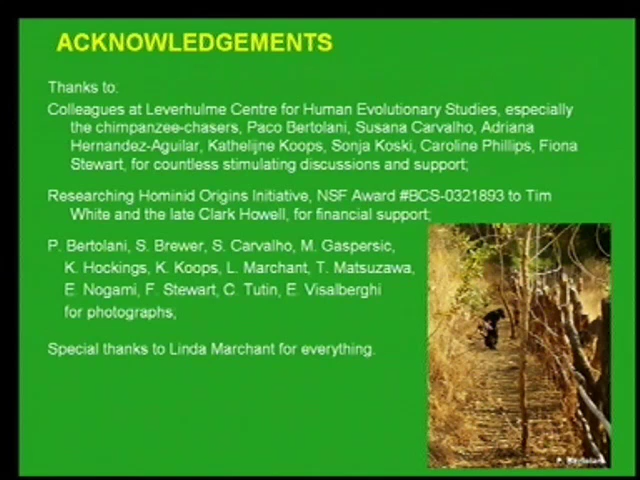 ACKNOWLEDGEMENTS
Thanks to:
Colleagues at Leverhulme Centre for Human Evolutionary Studies, especially
the chimpanzee-chasers, Paco Bertolani, Susana Carvalho, Adriana
Hernandez-Aguilar, Kathelijne Koops, Sonja Koski, Caroline Phillips, Fiona
Stewart, for countless stimulating discussions and support;
Researching Hominid Origins Initiative, NSF Award #BCS-0321893 to Tim
White and the late Clark Howell, for financial support;
P. Bertolani, S. Brewer, S. Carvalho, M. Gaspersic,
K. Hockings, K. Koops, L. Marchant, T. Matsuzawa,
E. Nogami, F. Stewart, C. Tutin, E. Visalberghi
for photographs;
Special thanks to Linda Marchant for everything.
P. Bertolani